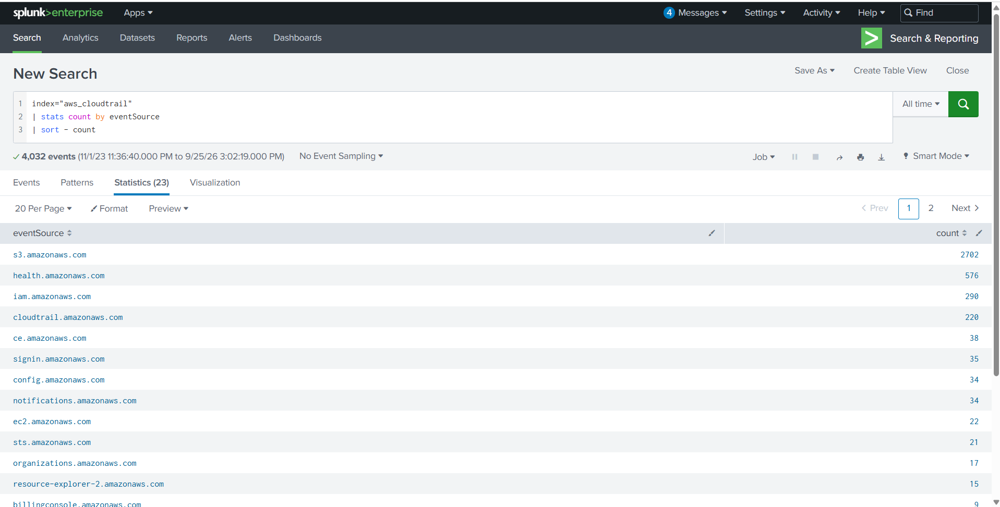 splunk>enterprise Apps 4 Messages Settings Activity Help Find
Search Analytics Datasets Reports Alerts Dashboards Search & Reporting
New Search Save As Create Table View Close
1 index="aws_cloudtrail" All time
2 | stats count by eventSource
3 | sort - count
4,032 events (11/1/23 11:36:40.000 PM to 9/25/26 3:02:19.000 PM) No Event Sampling Job Smart Mode
Events Patterns Statistics (23) Visualization
20 Per Page Format Preview Prev 1 2 Next
eventSource count
s3.amazonaws.com 2702
health.amazonaws.com 576
iam.amazonaws.com 290
cloudtrail.amazonaws.com 220
ce.amazonaws.com 38
signin.amazonaws.com 35
config.amazonaws.com 34
notifications.amazonaws.com 34
ec2.amazonaws.com 22
sts.amazonaws.com 21
organizations.amazonaws.com 17
resource-explorer-2.amazonaws.com 15
billingconsole.amazonaws.com 9